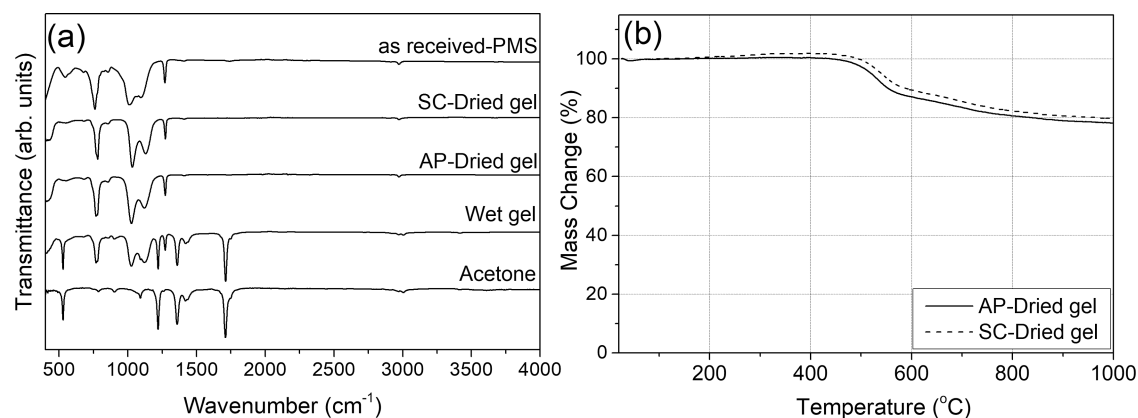 (a)
as received-PMS
SC-Dried gel
AP-Dried gel
Wet gel
Acetone
Transmittance (arb. units)
500 1000 1500 2000 2500 3000 3500 4000
Wavenumber (cm⁻¹)
(b)
100
80
60
40
20
0
Mass Change (%)
AP-Dried gel
SC-Dried gel
200 400 600 800 1000
Temperature (°C)